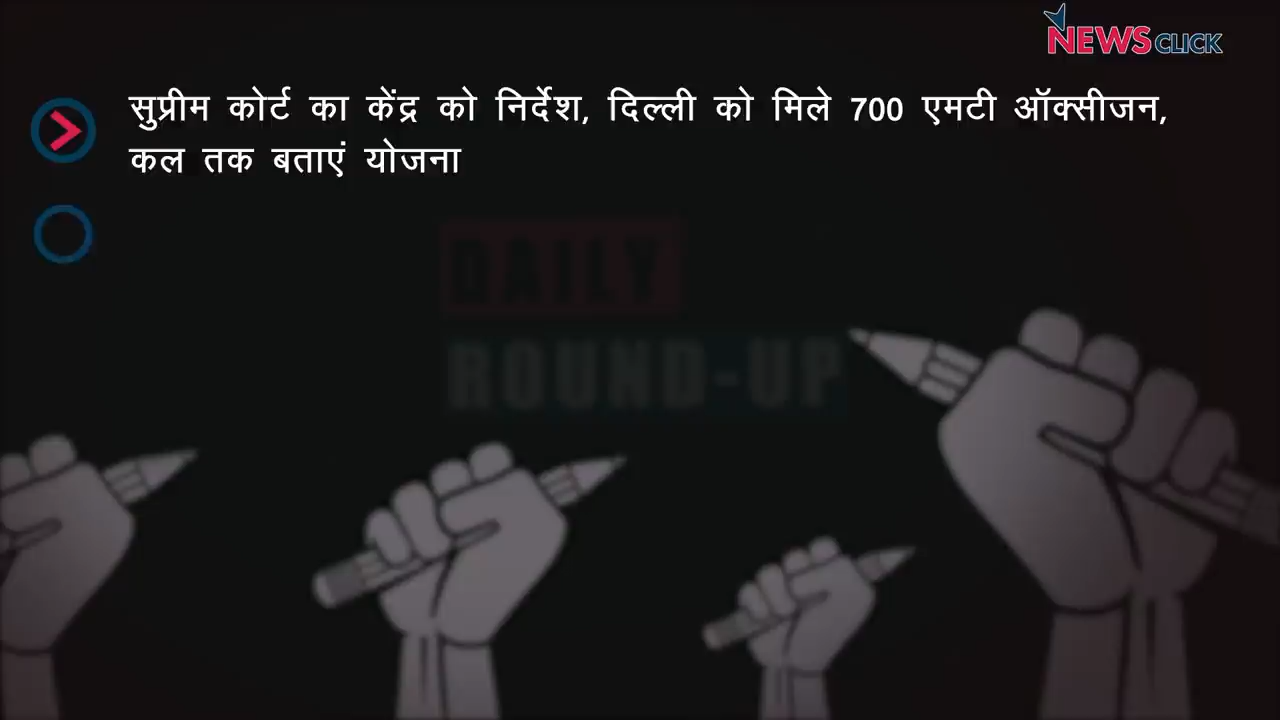 NEWSCLICK
सुप्रीम कोर्ट का केंद्र को निर्देश, दिल्ली को मिले 700 एमटी ऑक्सीजन,
कल तक बताएं योजना
DAILY
ROUND-UP